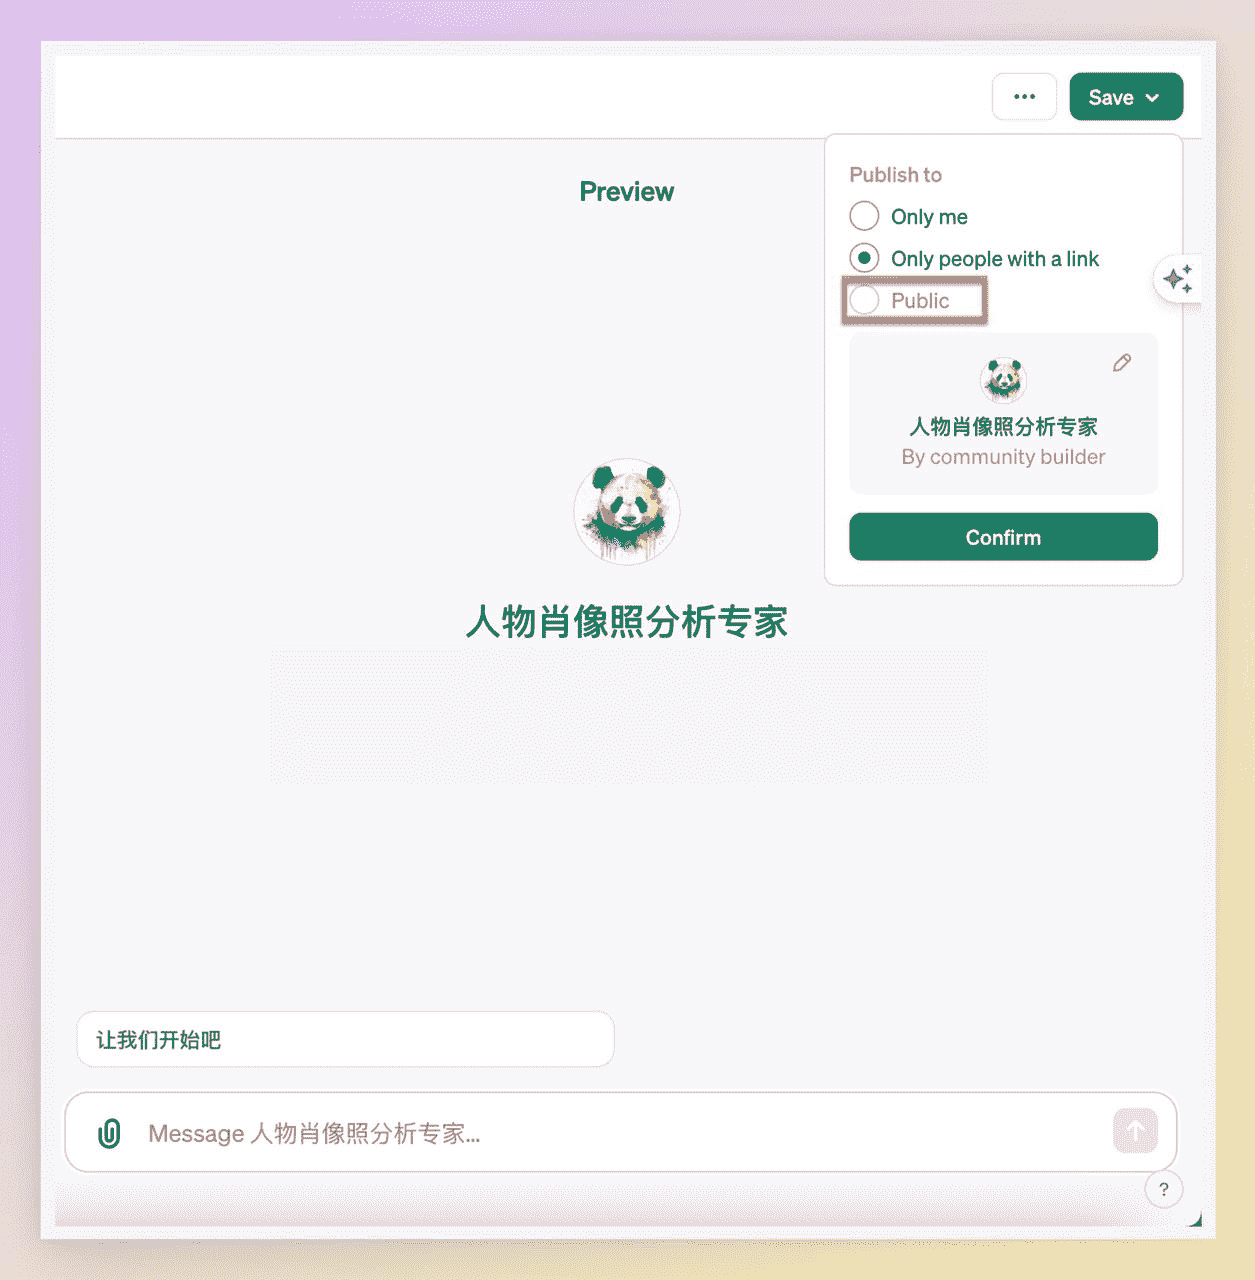 Save
Publish to
Preview
Only me
Only people with a link
Public
人物肖像照分析专家
By community builder
Confirm
人物肖像照分析专家
让我们开始吧
Message 人物肖像照分析专家...
?